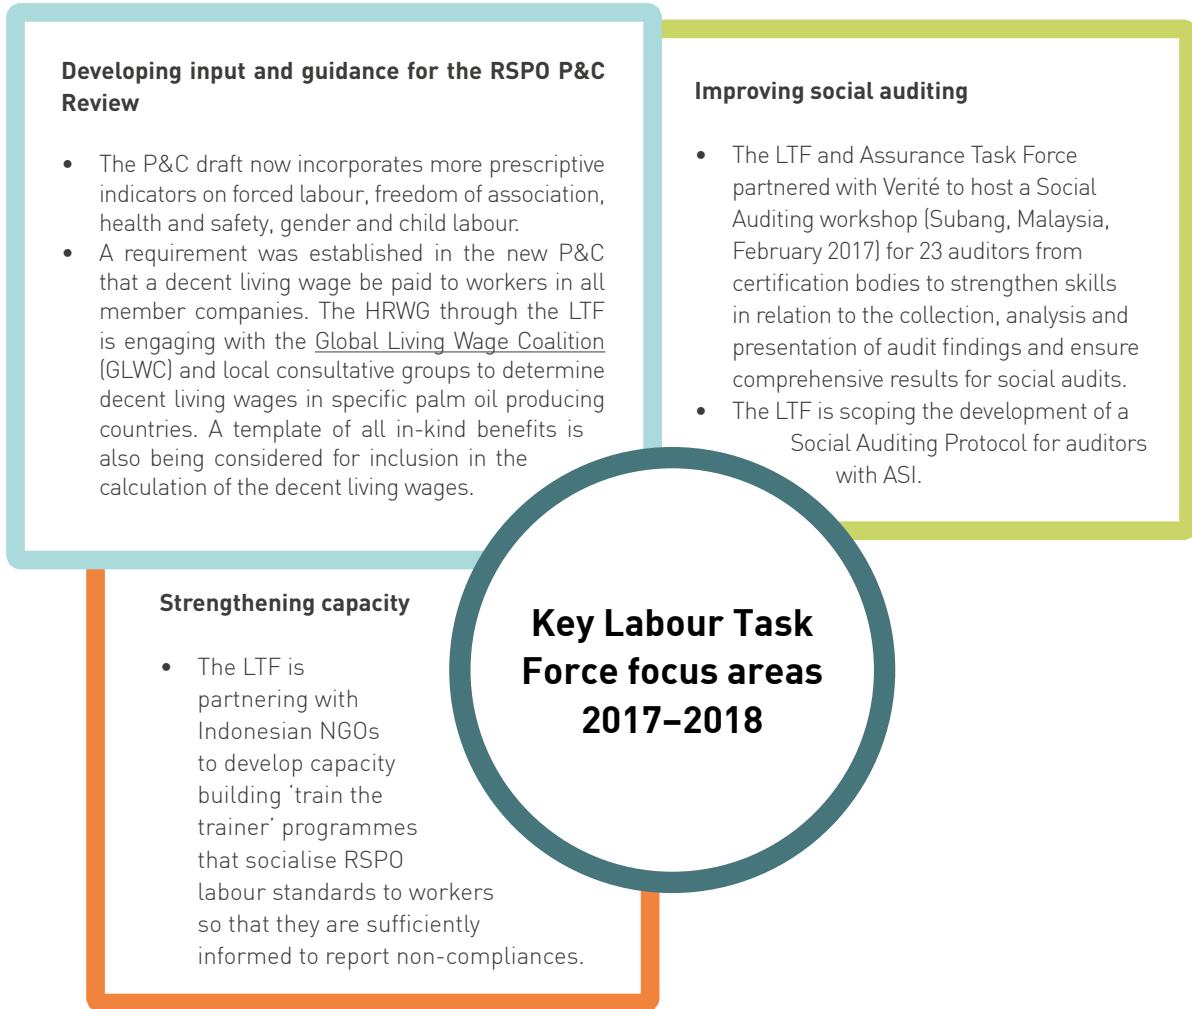 Developing input and guidance for the RSPO P&C
Review
• The P&C draft now incorporates more prescriptive
indicators on forced labour, freedom of association,
health and safety, gender and child labour.
• A requirement was established in the new P&C
that a decent living wage be paid to workers in all
member companies. The HRWG through the LTF
is engaging with the Global Living Wage Coalition
(GLWC) and local consultative groups to determine
decent living wages in specific palm oil producing
countries. A template of all in-kind benefits is
also being considered for inclusion in the
calculation of the decent living wages.
Improving social auditing
• The LTF and Assurance Task Force
partnered with Verité to host a Social
Auditing workshop (Subang, Malaysia,
February 2017) for 23 auditors from
certification bodies to strengthen skills
in relation to the collection, analysis and
presentation of audit findings and ensure
comprehensive results for social audits.
• The LTF is scoping the development of a
Social Auditing Protocol for auditors
with ASI.
Strengthening capacity
• The LTF is
partnering with
Indonesian NGOs
to develop capacity
building ‘train the
trainer’ programmes
that socialise RSPO
labour standards to workers
so that they are sufficiently
informed to report non-compliances.
Key Labour Task
Force focus areas
2017–2018